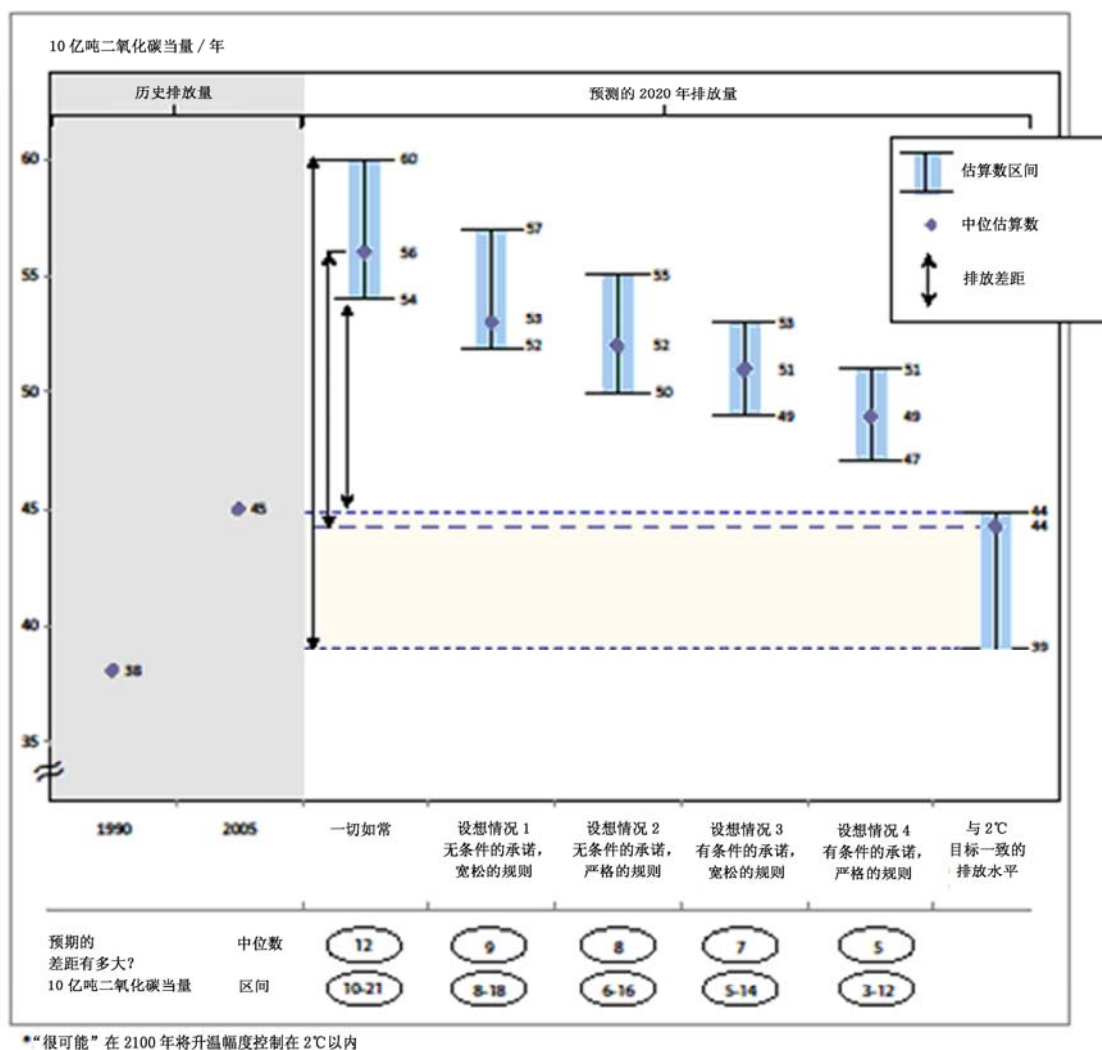 10 亿吨二氧化碳当量 / 年
历史排放量
预测的 2020 年排放量
60
55
50
45
40
35
38
45
60
56
54
57
53
52
55
52
50
53
51
49
51
49
47
44
44
39
估算数区间
中位估算数
排放差距
1990
2005
一切如常
设想情况 1
无条件的承诺，
宽松的规则
设想情况 2
无条件的承诺，
严格的规则
设想情况 3
有条件的承诺，
宽松的规则
设想情况 4
有条件的承诺，
严格的规则
与 2℃
目标一致的
排放水平
预期的
差距有多大?
10 亿吨二氧化碳当量
中位数
12
9
8
7
5
区间
10-21
8-18
6-16
5-14
3-12
*“很可能” 在 2100 年将升温幅度控制在 2℃ 以内